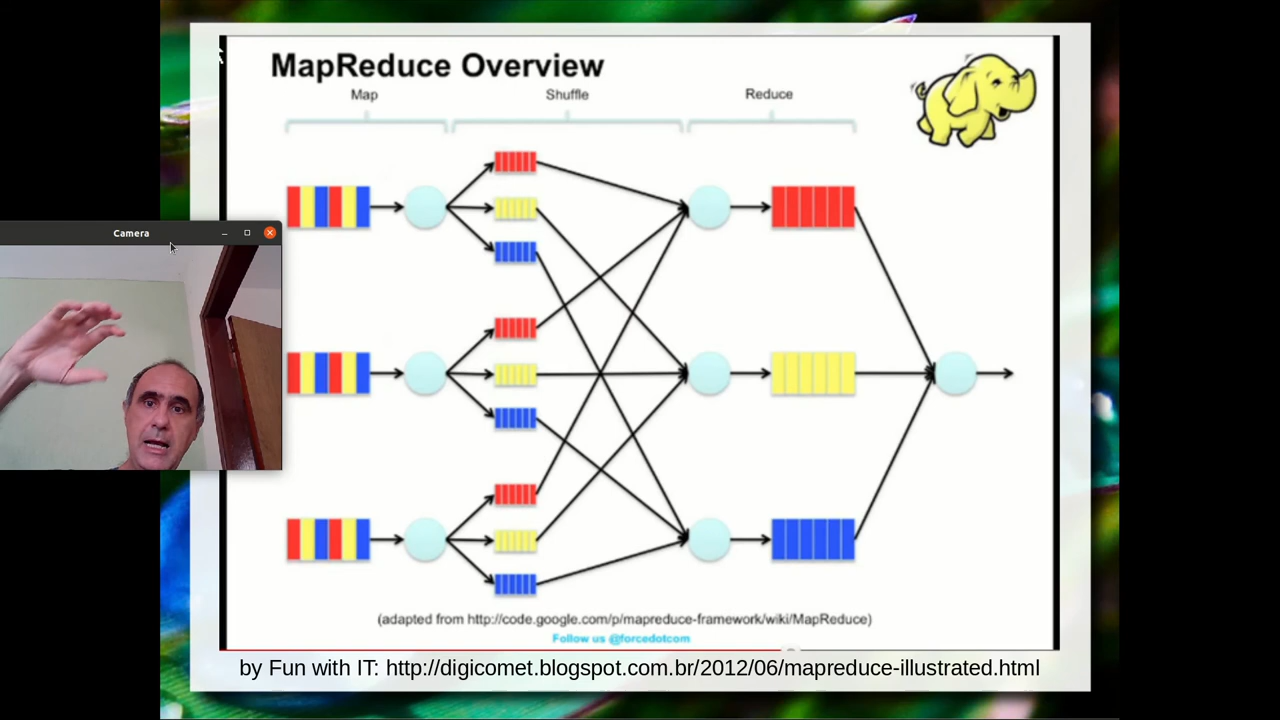 MapReduce Overview
Map
Shuffle
Reduce
Camera
(adapted from http://code.google.com/p/mapreduce-framework/wiki/MapReduce)
Follow us @forcedotcom
by Fun with IT: http://digicomet.blogspot.com.br/2012/06/mapreduce-illustrated.html